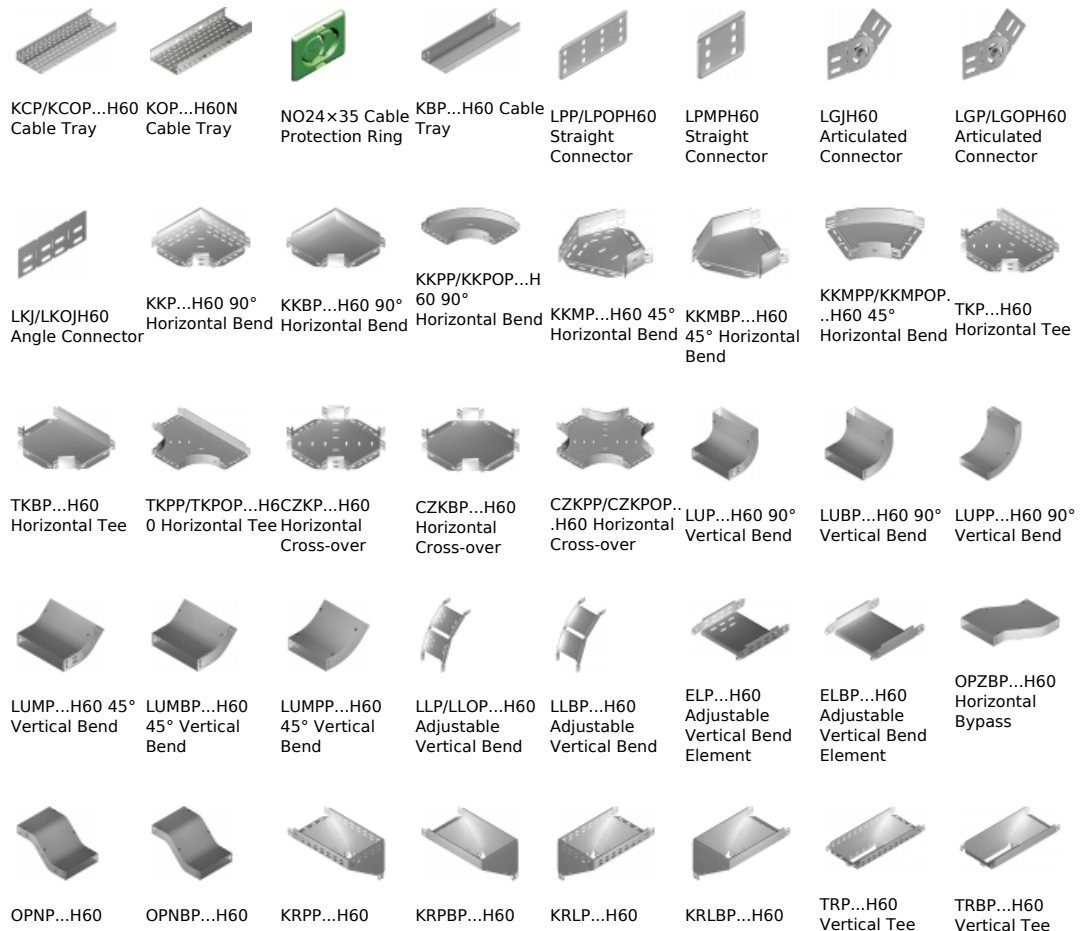 KCP/KCOP...H60
Cable Tray
KOP...H60N
Cable Tray
NO24×35 Cable
Protection Ring
KBP...H60 Cable
Tray
LPP/LPOPH60
Straight
Connector
LPMPH60
Straight
Connector
LGJH60
Articulated
Connector
LGP/LGOPH60
Articulated
Connector
LKJ/LKOJH60
Angle Connector
KKP...H60 90°
Horizontal Bend
KKBP...H60 90°
Horizontal Bend
KKPP/KKPOP...H
60 90°
Horizontal Bend
KKMP...H60 45°
Horizontal Bend
KKMBP...H60
45° Horizontal
Bend
KKMPP/KKMPOP.
..H60 45°
Horizontal Bend
TKP...H60
Horizontal Tee
TKBP...H60
Horizontal Tee
TKPP/TKPOP...H6
0 Horizontal Tee
CZKP...H60
Horizontal
Cross-over
CZKBP...H60
Horizontal
Cross-over
CZKPP/CZKPOP..
.H60 Horizontal
Cross-over
LUP...H60 90°
Vertical Bend
LUBP...H60 90°
Vertical Bend
LUPP...H60 90°
Vertical Bend
LUMP...H60 45°
Vertical Bend
LUMBP...H60
45° Vertical
Bend
LUMPP...H60
45° Vertical
Bend
LLP/LLOP...H60
Adjustable
Vertical Bend
LLBP...H60
Adjustable
Vertical Bend
ELP...H60
Adjustable
Vertical Bend
Element
ELBP...H60
Adjustable
Vertical Bend
Element
OPZBP...H60
Horizontal
Bypass
OPNP...H60
OPNBP...H60
KRPP...H60
KRPBP...H60
KRLP...H60
KRLBP...H60
TRP...H60
Vertical Tee
TRBP...H60
Vertical Tee